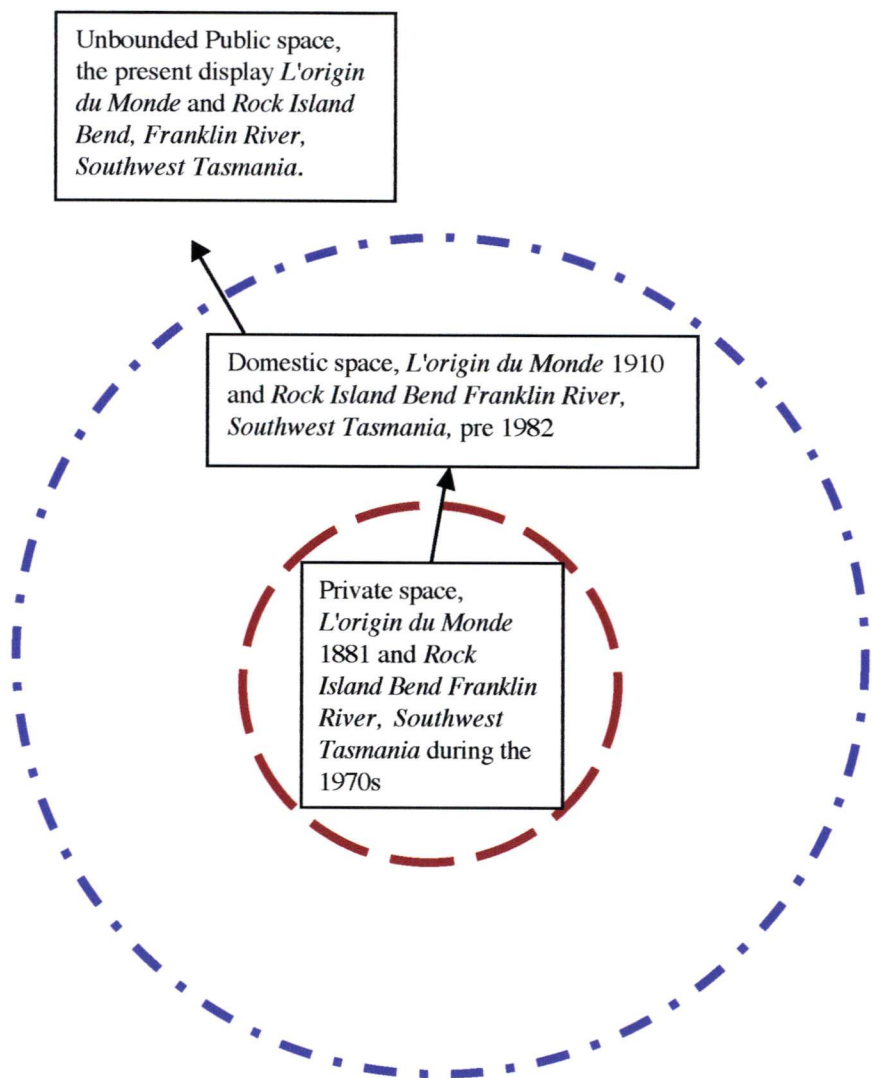 Unbounded Public space,
the present display L'origin
du Monde and Rock Island
Bend, Franklin River,
Southwest Tasmania.
Domestic space, L'origin du Monde 1910
and Rock Island Bend Franklin River,
Southwest Tasmania, pre 1982
Private space,
L'origin du Monde
1881 and Rock
Island Bend Franklin
River, Southwest
Tasmania during the
1970s